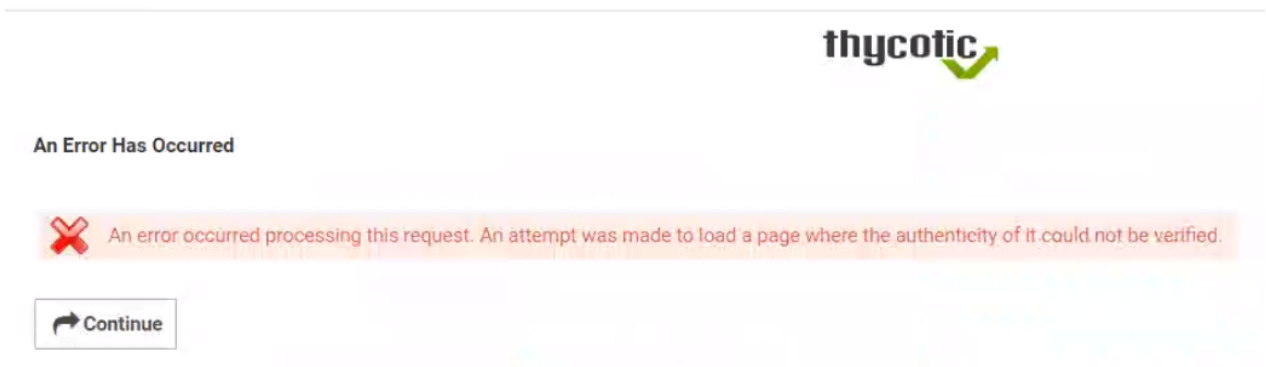 thycotic
An Error Has Occurred
An error occurred processing this request. An attempt was made to load a page where the authenticity of it could not be verified.
Continue